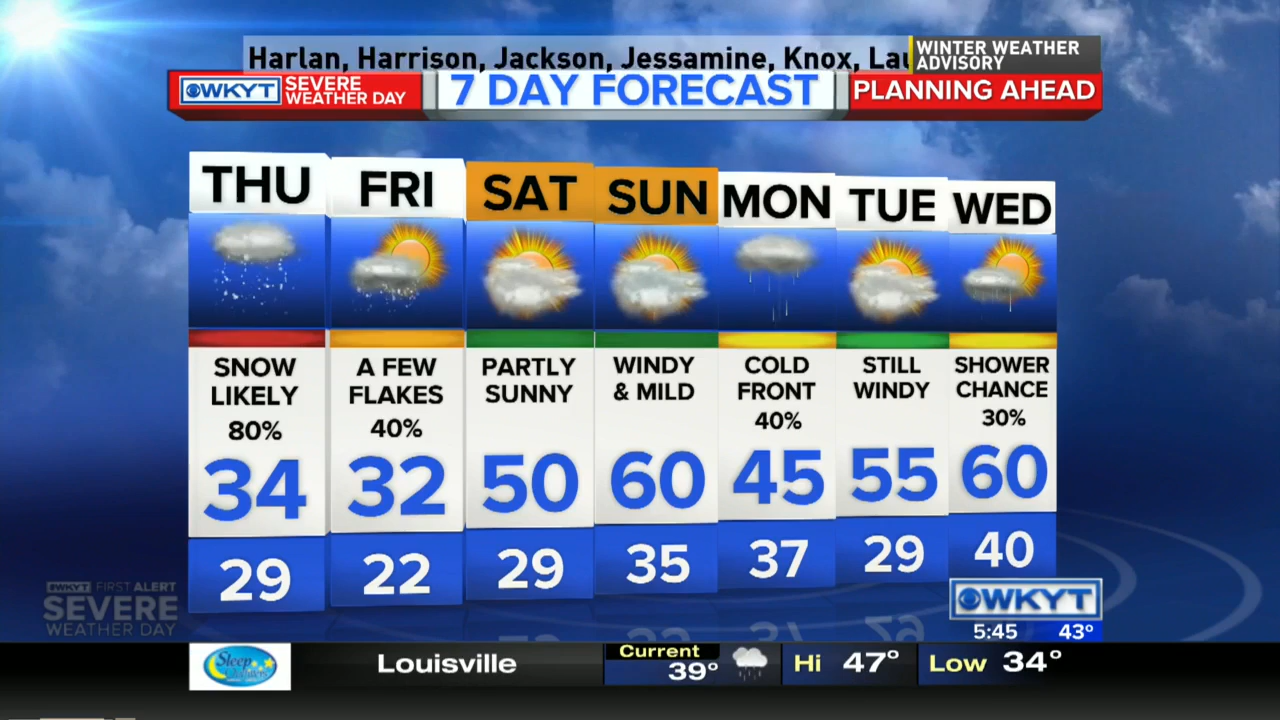 Harlan, Harrison, Jackson, Jessamine, Knox, Lau
WINTER WEATHER
ADVISORY
WKYT
SEVERE
WEATHER DAY
7 DAY FORECAST
PLANNING AHEAD
THU FRI SAT SUN MON TUE WED
SNOW
LIKELY
80%
34
29
A FEW
FLAKES
40%
32
22
PARTLY
SUNNY
50
29
WINDY
& MILD
60
35
COLD
FRONT
40%
45
37
STILL
WINDY
55
29
SHOWER
CHANCE
30%
60
40
WKYT FIRST ALERT
SEVERE
WEATHER DAY
WKYT
5:45 43°
Sleep
Outfitters
Louisville
Current
39°
Hi 47°
Low 34°